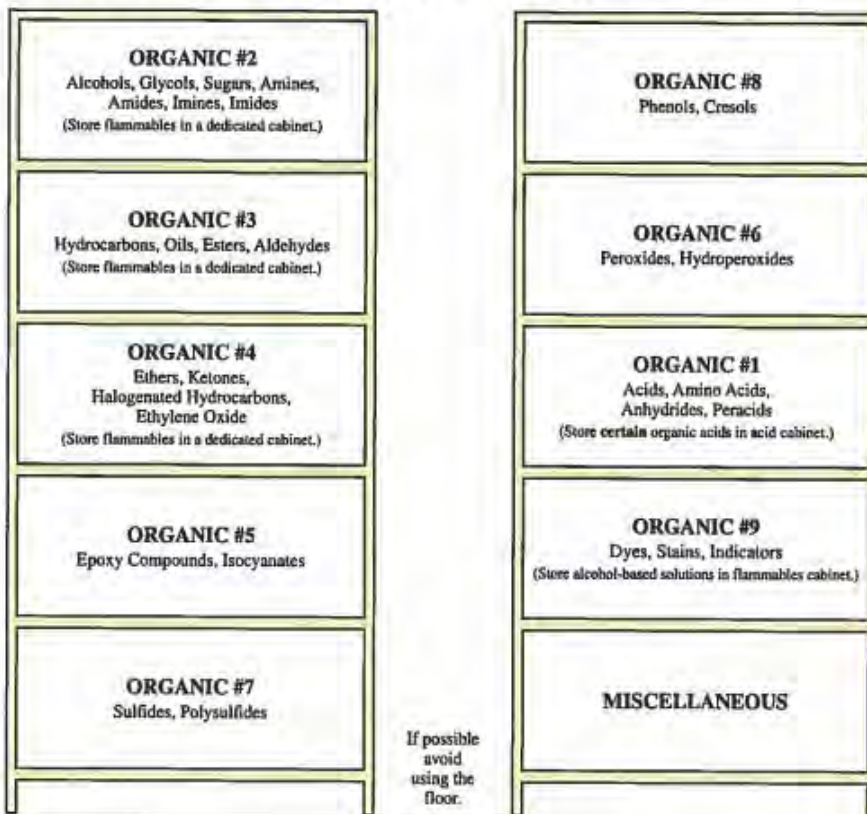 ORGANIC #2
Alcohols, Glycols, Sugars, Amines,
Amides, Imines, Imides
(Store flammables in a dedicated cabinet.)
ORGANIC #3
Hydrocarbons, Oils, Esters, Aldehydes
(Store flammables in a dedicated cabinet.)
ORGANIC #4
Ethers, Ketones,
Halogenated Hydrocarbons,
Ethylene Oxide
(Store flammables in a dedicated cabinet.)
ORGANIC #5
Epoxy Compounds, Isocyanates
ORGANIC #7
Sulfides, Polysulfides
If possible
avoid
using the
floor.
ORGANIC #8
Phenols, Cresols
ORGANIC #6
Peroxides, Hydroperoxides
ORGANIC #1
Acids, Amino Acids,
Anhydrides, Peracids
(Store certain organic acids in acid cabinet.)
ORGANIC #9
Dyes, Stains, Indicators
(Store alcohol-based solutions in flammables cabinet.)
MISCELLANEOUS